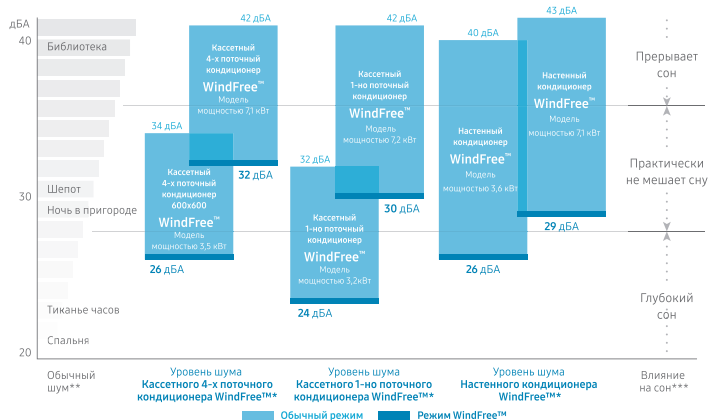 дБА
40
30
20
Библиотека
Шепот
Ночь в пригороде
Тиканье часов
Спальня
Обычный
шум**
42 дБА
Кассетный
4-х поточный
кондиционер
WindFree™
Модель
мощностью 7,1 кВт
32 дБА
34 дБА
Кассетный
4-х поточный
кондиционер
600x600
WindFree™
Модель
мощностью 3,5 кВт
26 дБА
42 дБА
Кассетный
1-но поточный
кондиционер
WindFree™
Модель
мощностью 7,2 кВт
30 дБА
32 дБА
Кассетный
1-но поточный
кондиционер
WindFree™
Модель
мощностью 3,2кВт
24 дБА
40 дБА
Настенный
кондиционер
WindFree™
Модель
мощностью 3,6 кВт
26 дБА
43 дБА
Настенный
кондиционер
WindFree™
Модель
мощностью 7,1 кВт
29 дБА
Прерывает
сон
Практически
не мешает сну
Глубокий
сон
Уровень шума
Кассетного 4-х поточного
кондиционера WindFree™*
Уровень шума
Кассетного 1-но поточного
кондиционера WindFree™*
Уровень шума
Настенного кондиционера
WindFree™*
Влияние
на сон***
Обычный режим
Режим WindFree™